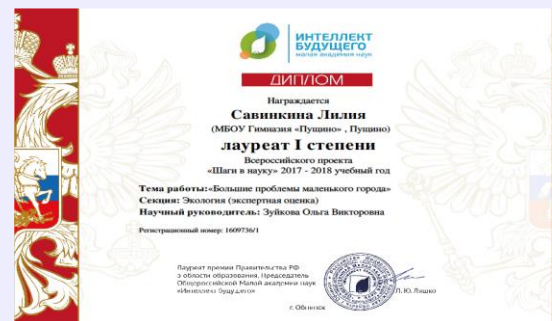 ИНТЕЛЛЕКТ
БУДУЩЕГО
малая академия наук
ДИПЛОМ
Награждается
Савинкина Лилия
(МБОУ Гимназия «Пущино» , Пущино)
лауреат I степени
Всероссийского проекта
«Шаги в науку» 2017 - 2018 учебный год
Тема работы:«Большие проблемы маленького города»
Секция: Экология (экспертная оценка)
Научный руководитель: Зуйкова Ольга Викторовна
Регистрационный номер: 1609736/1
Лауреат премии Правительства РФ
в области образования, Председатель
Общероссийской Малой академии наук
«Интеллект будущего»
Л. Ю. Ляшко
г. Обнинск